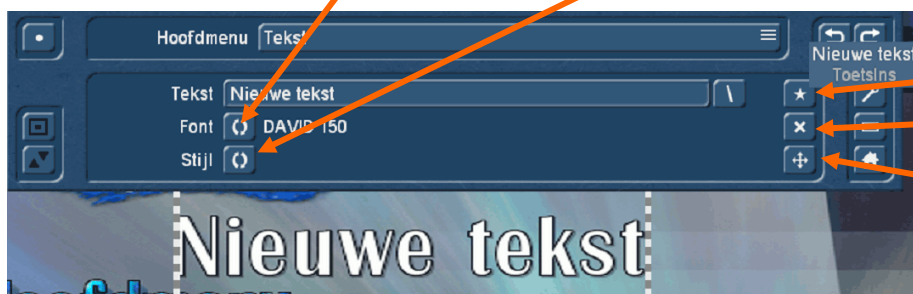 Hoofdmenu Tekst
Nieuwe tekst
ToetsIns
Tekst Nieuwe tekst \
Font DAVID 150
Stijl
Nieuwe tekst